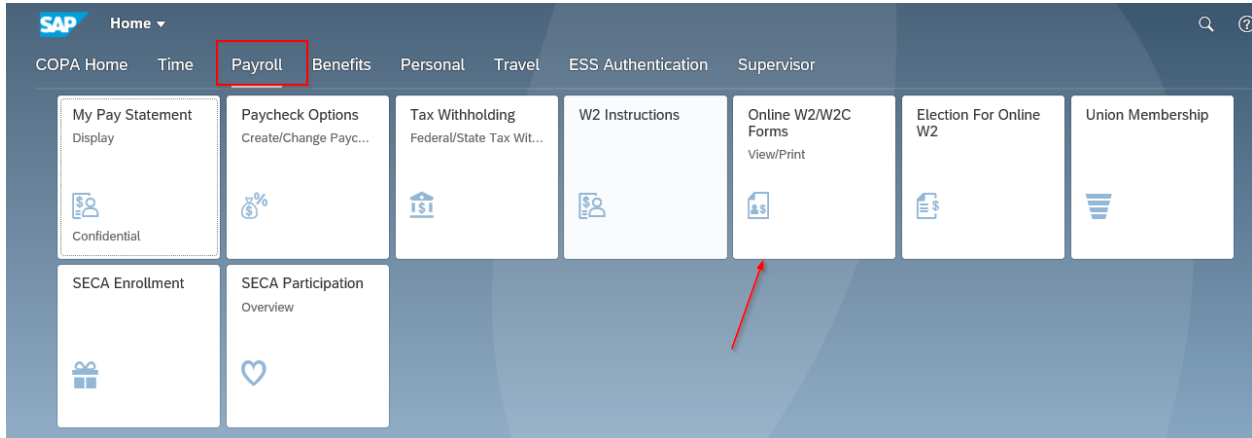 SAP Home
COPA Home Time Payroll Benefits Personal Travel ESS Authentication Supervisor
My Pay Statement
Display
Confidential
Paycheck Options
Create/Change Payc...
Tax Withholding
Federal/State Tax Wit...
W2 Instructions
Online W2/W2C
Forms
View/Print
Election For Online
W2
Union Membership
SECA Enrollment
SECA Participation
Overview